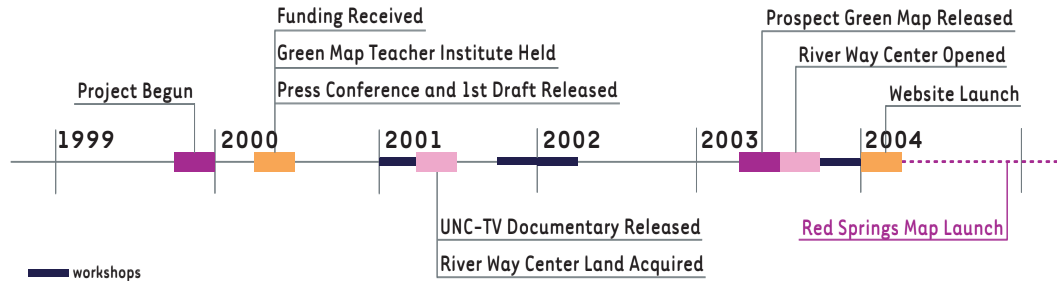 Funding Received
Prospect Green Map Released
Green Map Teacher Institute Held
River Way Center Opened
Project Begun
Press Conference and 1st Draft Released
Website Launch
1999
2000
2001
2002
2003
2004
UNC-TV Documentary Released
Red Springs Map Launch
River Way Center Land Acquired
workshops